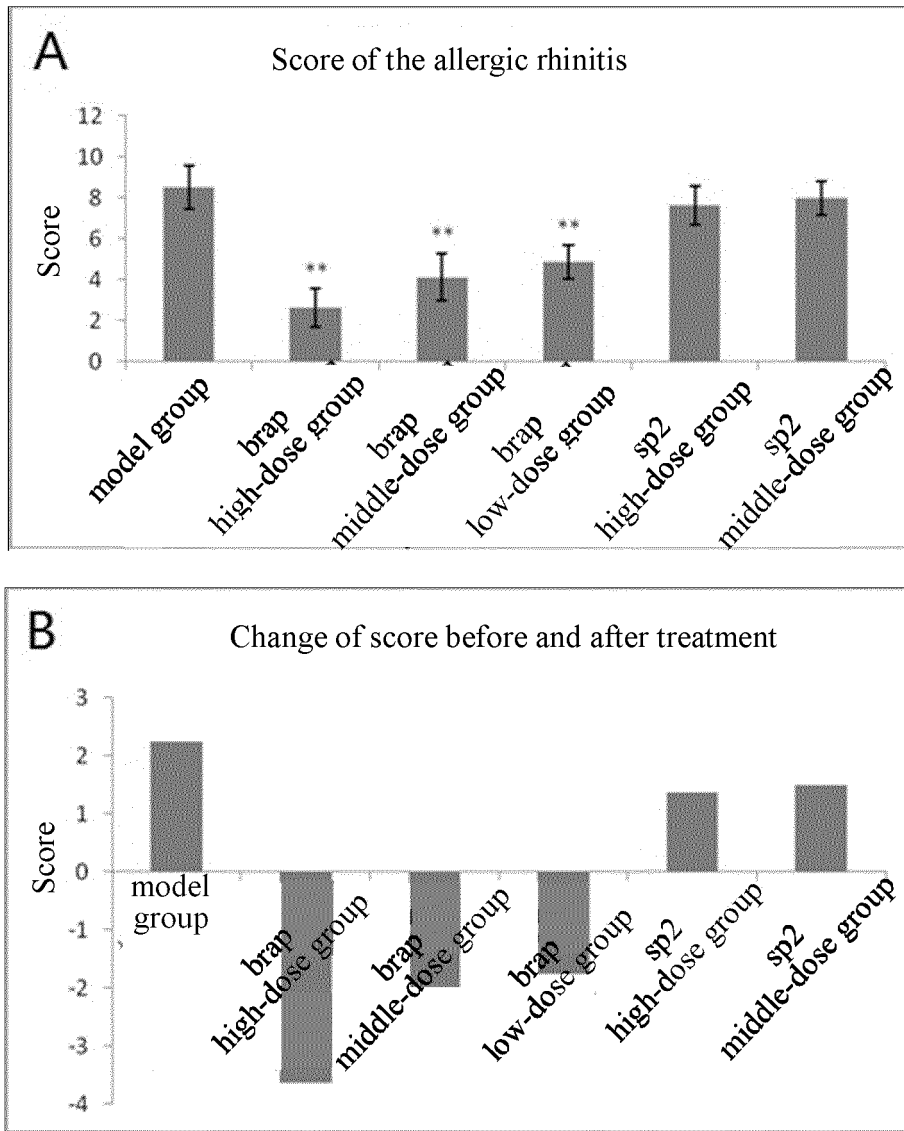 A
Score of the allergic rhinitis
12
10
8
6
4
2
0
Score
**
**
**
model group
brap
high-dose group
brap
middle-dose group
brap
low-dose group
sp2
high-dose group
sp2
middle-dose group
B
Change of score before and after treatment
3
2
1
0
-1
-2
-3
-4
Score
model
group
brap
high-dose group
brap
middle-dose group
brap
low-dose group
sp2
high-dose group
sp2
middle-dose group